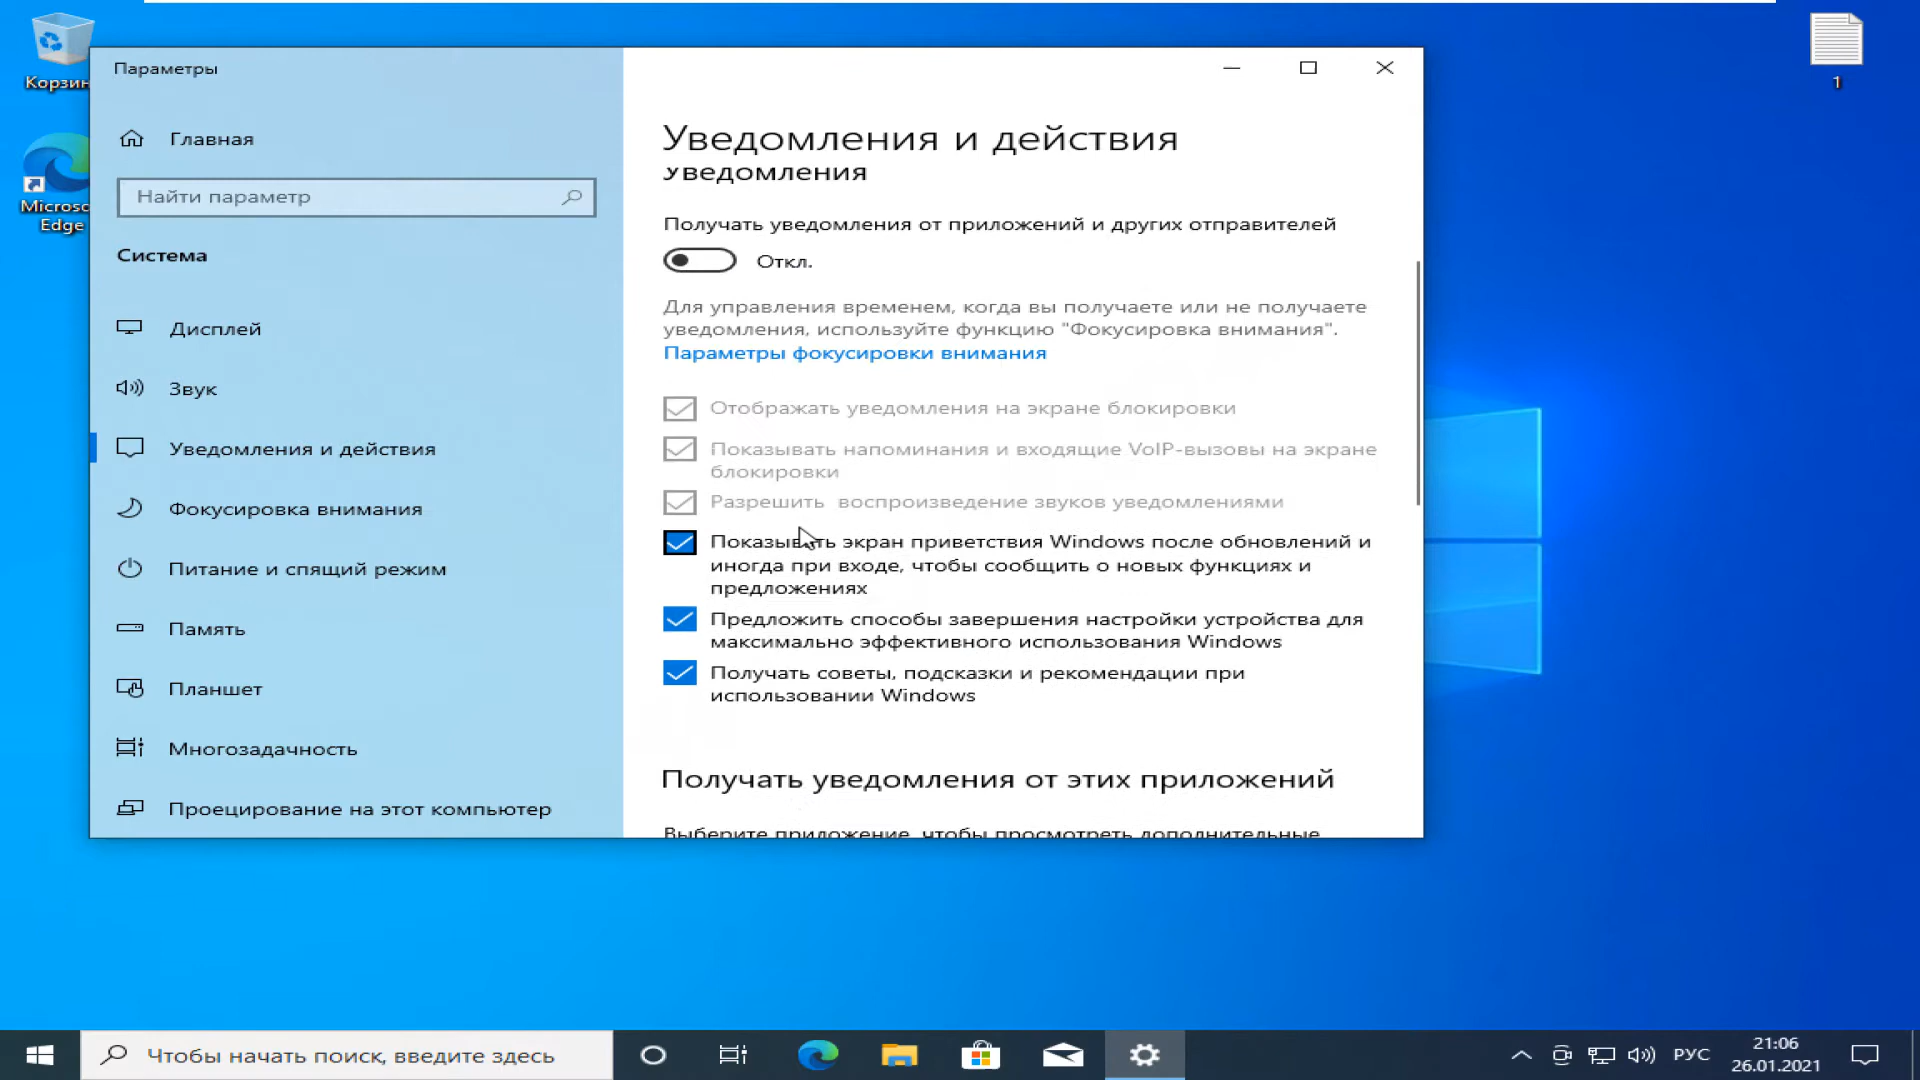 Корзин
1
Microso
Edge
Параметры
Главная
Найти параметр
Система
Дисплей
Звук
Уведомления и действия
Фокусировка внимания
Питание и спящий режим
Память
Планшет
Многозадачность
Проецирование на этот компьютер
Уведомления и действия
Уведомления
Получать уведомления от приложений и других отправителей
Откл.
Для управления временем, когда вы получаете или не получаете
уведомления, используйте функцию "Фокусировка внимания".
Параметры фокусировки внимания
Отображать уведомления на экране блокировки
Показывать напоминания и входящие VoIP-вызовы на экране
блокировки
Разрешить воспроизведение звуков уведомлениями
Показывать экран приветствия Windows после обновлений и
иногда при входе, чтобы сообщить о новых функциях и
предложениях
Предложить способы завершения настройки устройства для
максимально эффективного использования Windows
Получать советы, подсказки и рекомендации при
использовании Windows
Получать уведомления от этих приложений
Выберите приложение, чтобы просмотреть дополнительные
Чтобы начать поиск, введите здесь
РУС
21:06
26.01.2021